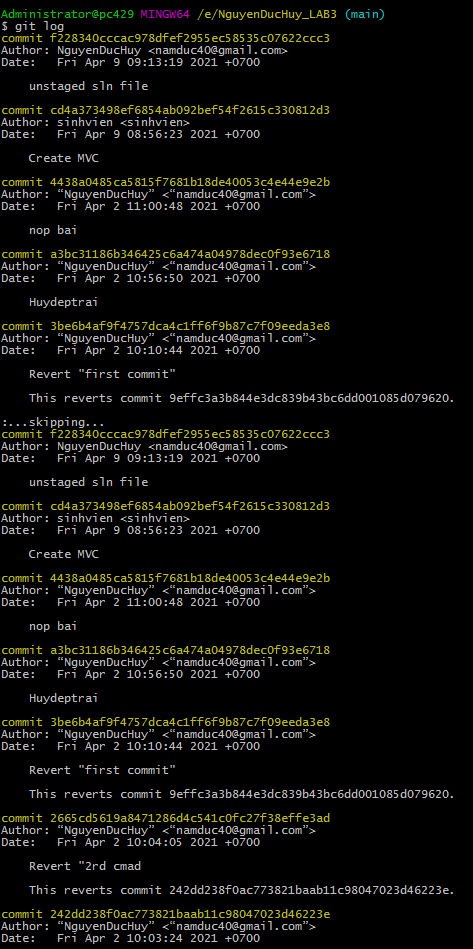 Administrator@pc429 MINGW64 /e/NguyenDucHuy_LAB3 (main)
$ git log
commit f228340cccac978dfef2955ec58535c07622ccc3
Author: NguyenDucHuy <namduc40@gmail.com>
Date:   Fri Apr 9 09:13:19 2021 +0700

    unstaged sln file

commit cd4a373498ef6854ab092bef54f2615c330812d3
Author: sinhvien <sinhvien>
Date:   Fri Apr 9 08:56:23 2021 +0700

    Create MVC

commit 4438a0485ca5815f7681b18de40053c4e44e9e2b
Author: “NguyenDucHuy” <“namduc40@gmail.com”>
Date:   Fri Apr 2 11:00:48 2021 +0700

    nop bai

commit a3bc31186b346425c6a474a04978dec0f93e6718
Author: “NguyenDucHuy” <“namduc40@gmail.com”>
Date:   Fri Apr 2 10:56:50 2021 +0700

    Huydeptrai

commit 3be6b4af9f4757dca4c1ff6f9b87c7f09eeda3e8
Author: “NguyenDucHuy” <“namduc40@gmail.com”>
Date:   Fri Apr 2 10:10:44 2021 +0700

    Revert "first commit"

    This reverts commit 9effc3a3b844e3dc839b43bc6dd001085d079620.

:...skipping...
commit f228340cccac978dfef2955ec58535c07622ccc3
Author: NguyenDucHuy <namduc40@gmail.com>
Date:   Fri Apr 9 09:13:19 2021 +0700

    unstaged sln file

commit cd4a373498ef6854ab092bef54f2615c330812d3
Author: sinhvien <sinhvien>
Date:   Fri Apr 9 08:56:23 2021 +0700

    Create MVC

commit 4438a0485ca5815f7681b18de40053c4e44e9e2b
Author: “NguyenDucHuy” <“namduc40@gmail.com”>
Date:   Fri Apr 2 11:00:48 2021 +0700

    nop bai

commit a3bc31186b346425c6a474a04978dec0f93e6718
Author: “NguyenDucHuy” <“namduc40@gmail.com”>
Date:   Fri Apr 2 10:56:50 2021 +0700

    Huydeptrai

commit 3be6b4af9f4757dca4c1ff6f9b87c7f09eeda3e8
Author: “NguyenDucHuy” <“namduc40@gmail.com”>
Date:   Fri Apr 2 10:10:44 2021 +0700

    Revert "first commit"

    This reverts commit 9effc3a3b844e3dc839b43bc6dd001085d079620.

commit 2665cd5619a8471286d4c541c0fc27f38effe3ad
Author: “NguyenDucHuy” <“namduc40@gmail.com”>
Date:   Fri Apr 2 10:04:05 2021 +0700

    Revert "2rd cmad

    This reverts commit 242dd238f0ac773821baab11c98047023d46223e.

commit 242dd238f0ac773821baab11c98047023d46223e
Author: “NguyenDucHuy” <“namduc40@gmail.com”>
Date:   Fri Apr 2 10:03:24 2021 +0700